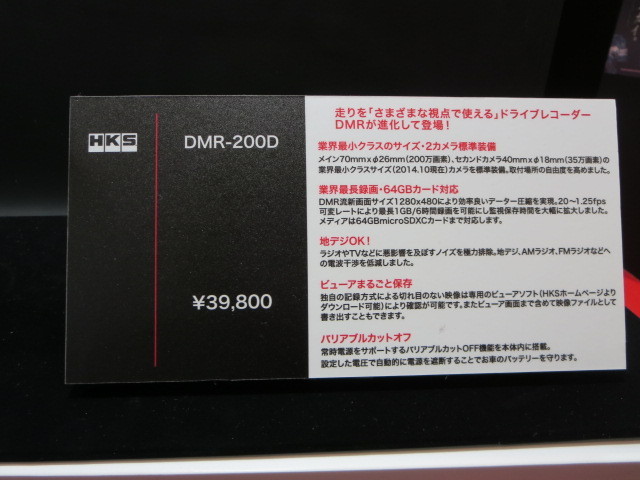 HKS
DMR-200D
¥39,800
走りを「さまざまな視点で使える」ドライブレコーダー
DMRが進化して登場！
業界最小クラスのサイズ・2カメラ標準装備
メイン70mm×φ26mm(200万画素)、セカンドカメラ40mm×φ18mm(35万画素)の
業界最小クラスサイズ(2014.10現在)カメラを標準装備。取付場所の自由度を高めました。
業界最長録画・64GBカード対応
DMR流新画面サイズ1280x480により効率良いデーター圧縮を実現。20〜1.25fps
可変レートにより最長1GB/6時間録画を可能にし監視保存時間を大幅に拡大しました。
メディアは64GBmicroSDXCカードまで対応します。
地デジOK！
ラジオやTVなどに悪影響を及ぼすノイズを極力排除。地デジ、AMラジオ、FMラジオなどへ
の電波干渉を低減しました。
ビューアまるごと保存
独自の記録方式による切れ目のない映像は専用のビューアソフト(HKSホームページより
ダウンロード可能)により確認が可能です。またビューア画面まで含めて映像ファイルとして
書き出すこともできます。
バリアブルカットオフ
常時電源をサポートするバリアブルカットOFF機能を本体内に搭載。
設定した電圧で自動的に電源を遮断することでお車のバッテリーを守ります。